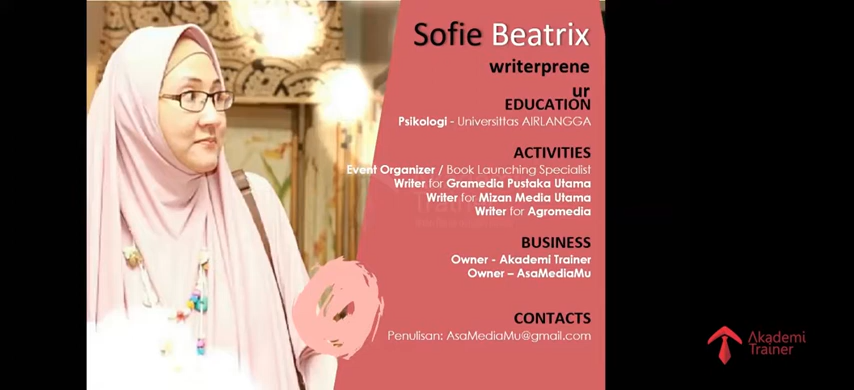 Sofie Beatrix
writerprene
ur
EDUCATION
Psikologi - Universittas AIRLANGGA
ACTIVITIES
Event Organizer / Book Launching Specialist
Writer for Gramedia Pustaka Utama
Writer for Mizan Media Utama
Writer for Agromedia
BUSINESS
Owner - Akademi Trainer
Owner – AsaMediaMu
CONTACTS
Penulisan: AsaMediaMu@gmail.com
Akademi
Trainer